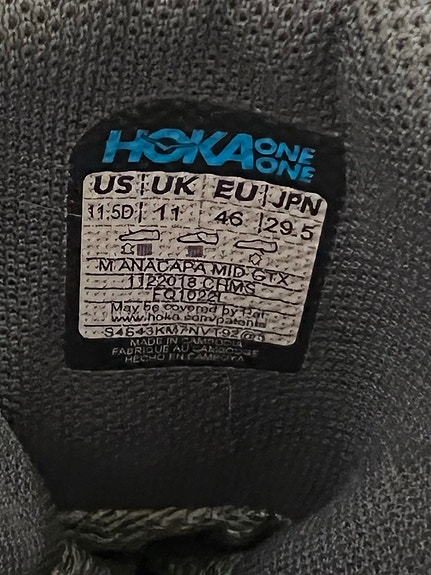 HOKA ONE ONE
US UK EU JPN
11.5D 11 46 29.5
M ANACAPA MID GTX
1122018 CHMS
FQ1022I
May be covered by Pat.
www.hoka.com/patents
MADE IN CAMBODIA
FABRIQUÉ AU CAMBODGE
HECHO EN CAMBOYA